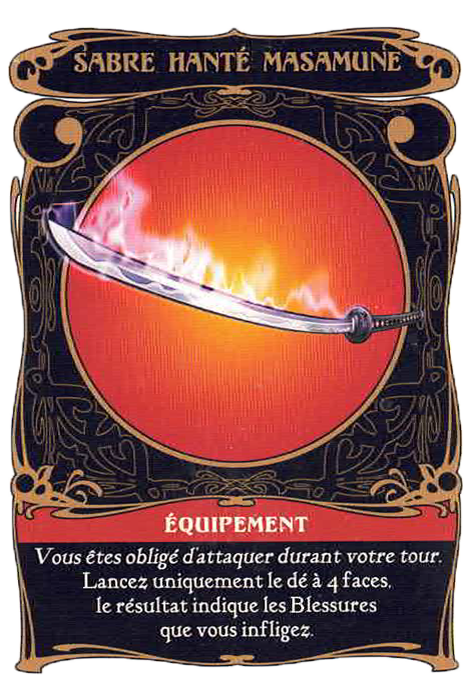 SABRE HANTÉ MASAMUNE
ÉQUIPEMENT
Vous êtes obligé d'attaquer durant votre tour.
Lancez uniquement le dé à 4 faces,
le résultat indique les Blessures
que vous infligez.